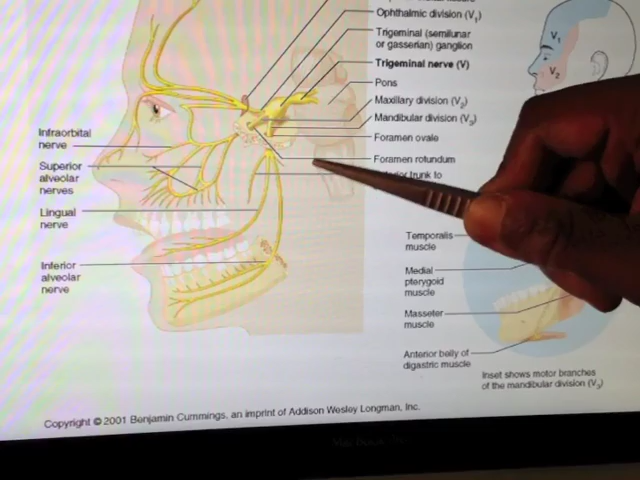 Ophthalmic division (V1)
Trigeminal (semilunar
or gasserian) ganglion
Trigeminal nerve (V)
Pons
Maxillary division (V2)
Mandibular division (V3)
Foramen ovale
Foramen rotundum
trunk to
Infraorbital
nerve
Superior
alveolar
nerves
Lingual
nerve
Inferior
alveolar
nerve
V1
V2
Temporalis
muscle
Medial
pterygoid
muscle
Masseter
muscle
Anterior belly of
digastric muscle
Inset shows motor branches
of the mandibular division (V3)
Copyright © 2001 Benjamin Cummings, an imprint of Addison Wesley Longman, Inc.